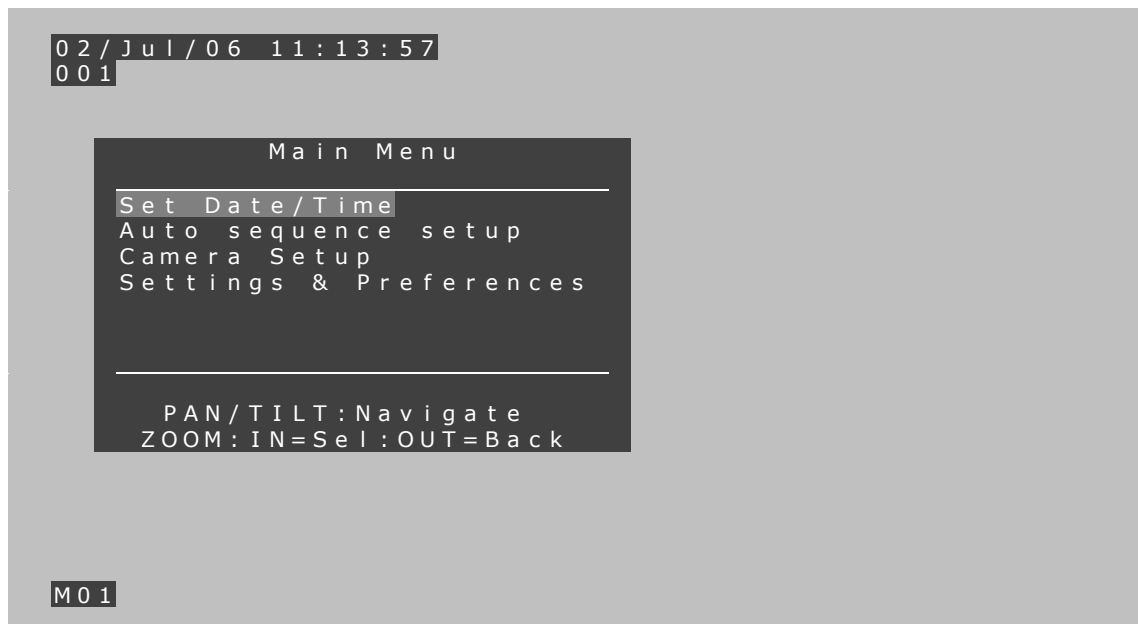 02/Jul/06 11:13:57
001
Main Menu
Set Date/Time
Auto sequence setup
Camera Setup
Settings & Preferences
PAN/TILT:Navigate
ZOOM:IN=Sel:OUT=Back
M01